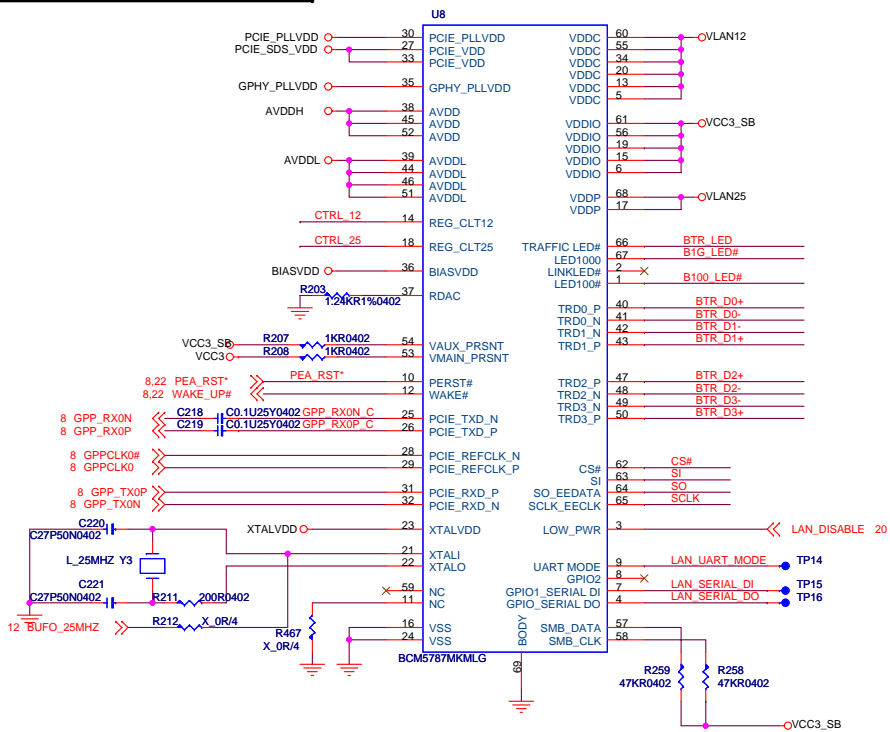 U8
PCIE_PLLVDD 30 PCIE_PLLVDD
PCIE_SDS_VDD 27 PCIE_VDD
33 PCIE_VDD
GPHY_PLLVDD 35 GPHY_PLLVDD
AVDDH 38 AVDD
45 AVDD
52 AVDD
AVDDL 39 AVDDL
44 AVDDL
46 AVDDL
51 AVDDL
CTRL_12 14 REG_CLT12
CTRL_25 18 REG_CLT25
BIASVDD 36 BIASVDD
R203 1.24KR1%0402 37 RDAC
VCC3_SB R207 1KR0402 54 VAUX_PRSNT
VCC3 R208 1KR0402 53 VMAIN_PRSNT
8,22 PEA_RST* PEA_RST* 10 PERST#
8,22 WAKE_UP# 12 WAKE#
8 GPP_RX0N C218 C0.1U25Y0402 GPP_RX0N_C 25 PCIE_TXD_N
8 GPP_RX0P C219 C0.1U25Y0402 GPP_RX0P_C 26 PCIE_TXD_P
8 GPPCLK0# 28 PCIE_REFCLK_N
8 GPPCLK0 29 PCIE_REFCLK_P
8 GPP_TX0P 31 PCIE_RXD_P
8 GPP_TX0N 32 PCIE_RXD_N
XTALVDD 23 XTALVDD
C220 C27P50N0402 21 XTALI
L_25MHZ Y3 22 XTALO
C221 C27P50N0402 R211 200R0402
12 BUFO_25MHZ R212 X_0R/4
59 NC
11 NC
R467 X_0R/4
16 VSS
24 VSS
BCM5787MKMLG
BODY 69
VDDC 60 VLAN12
VDDC 55
VDDC 34
VDDC 20
VDDC 13
VDDC 5
VDDIO 61 VCC3_SB
VDDIO 56
VDDIO 19
VDDIO 15
VDDIO 6
VDDP 68 VLAN25
VDDP 17
TRAFFIC LED# 66 BTR_LED
LED1000 67 B1G_LED#
LINKLED# 2
LED100# 1 B100_LED#
TRD0_P 40 BTR_D0+
TRD0_N 41 BTR_D0-
TRD1_N 42 BTR_D1-
TRD1_P 43 BTR_D1+
TRD2_P 47 BTR_D2+
TRD2_N 48 BTR_D2-
TRD3_N 49 BTR_D3-
TRD3_P 50 BTR_D3+
CS# 62 CS#
SI 63 SI
SO_EEDATA 64 SO
SCLK_EECLK 65 SCLK
LOW_PWR 3 LAN_DISABLE 20
UART MODE 9 LAN_UART_MODE TP14
GPIO2 8
GPIO1_SERIAL DI 7 LAN_SERIAL_DI TP15
GPIO_SERIAL DO 4 LAN_SERIAL_DO TP16
SMB_DATA 57
SMB_CLK 58
R259 47KR0402
R258 47KR0402
VCC3_SB